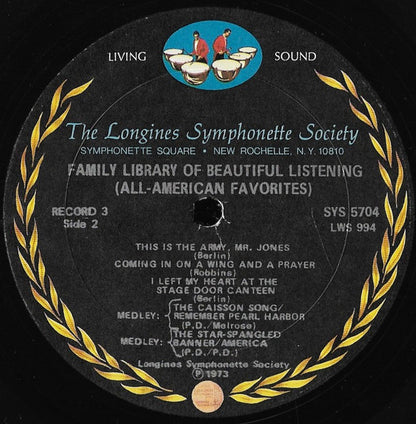 LIVING SOUND
The Longines Symphonette Society
SYMPHONETTE SQUARE • NEW ROCHELLE, N.Y. 10810
FAMILY LIBRARY OF BEAUTIFUL LISTENING
(ALL-AMERICAN FAVORITES)
RECORD 3
Side 2
SYS 5704
LWS 994
THIS IS THE ARMY, MR. JONES
(Berlin)
COMING IN ON A WING AND A PRAYER
(Robbins)
I LEFT MY HEART AT THE
STAGE DOOR CANTEEN
(Berlin)
MEDLEY: THE CAISSON SONG/
REMEMBER PEARL HARBOR
(P.D./Melrose)
MEDLEY: THE STAR-SPANGLED
BANNER/AMERICA
(P.D./P.D.)
Longines Symphonette Society
Ⓟ1973